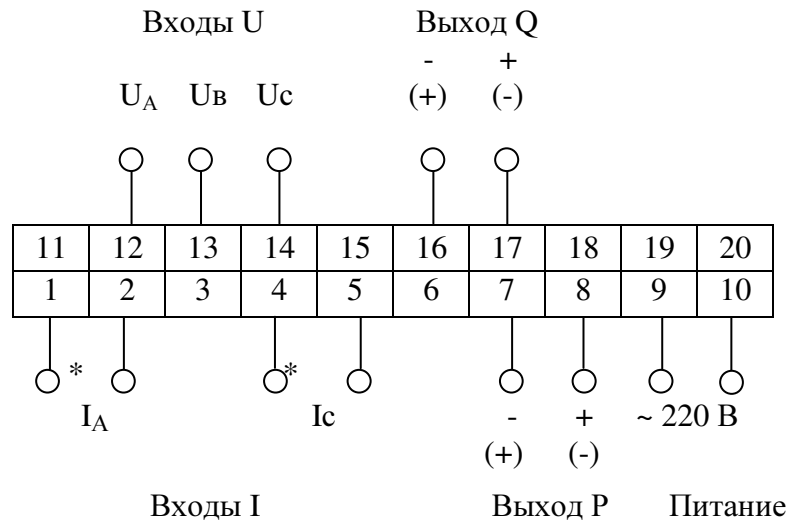 Входы U Выход Q
- +
U_A Uв Uc (+) (-)
11 12 13 14 15 16 17 18 19 20
1 2 3 4 5 6 7 8 9 10
* *
I_A Ic - + ~ 220 В
(+) (-)
Входы I Выход P Питание